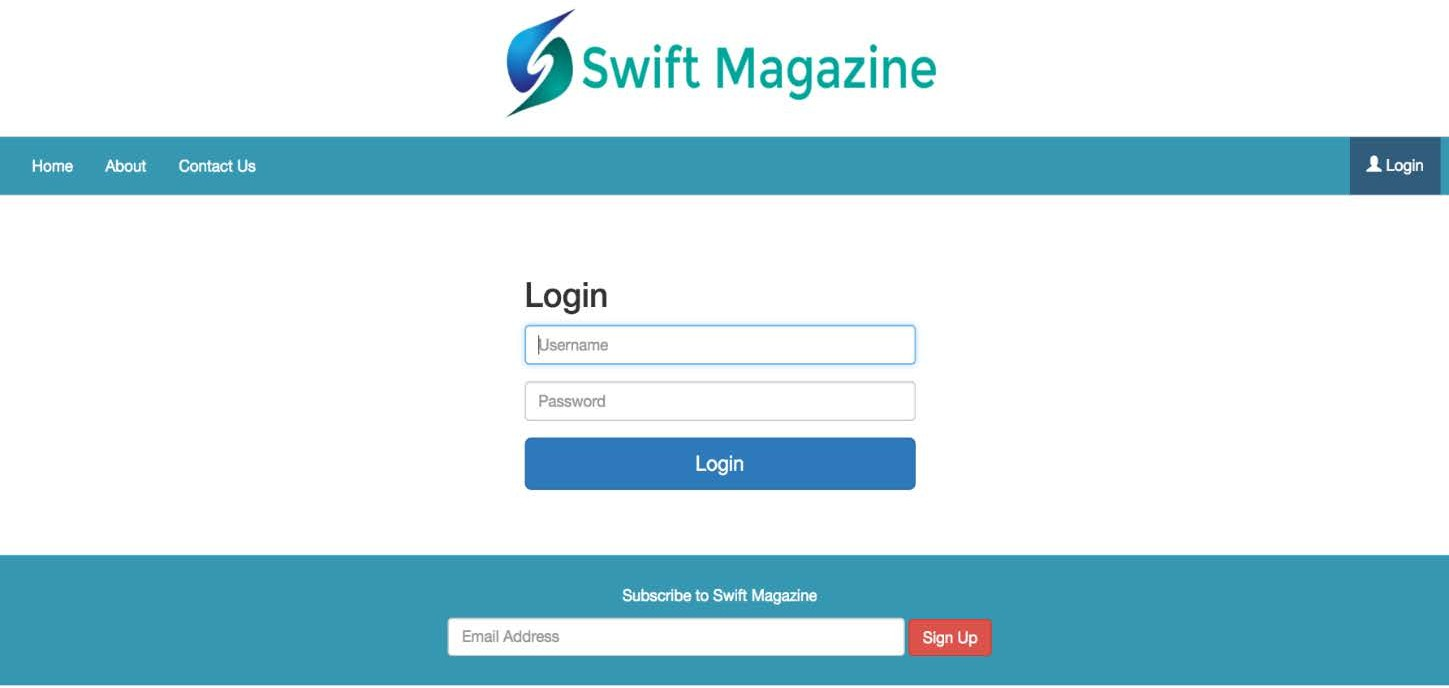 Swift Magazine
Home About Contact Us Login
Login
Username
Password
Login
Subscribe to Swift Magazine
Email Address Sign Up